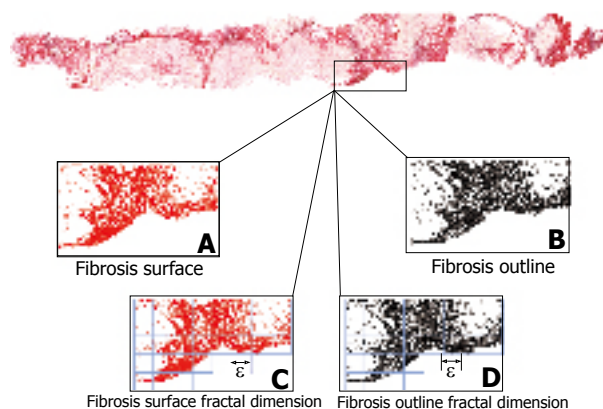 A
Fibrosis surface
B
Fibrosis outline
ε
C
Fibrosis surface fractal dimension
ε
D
Fibrosis outline fractal dimension